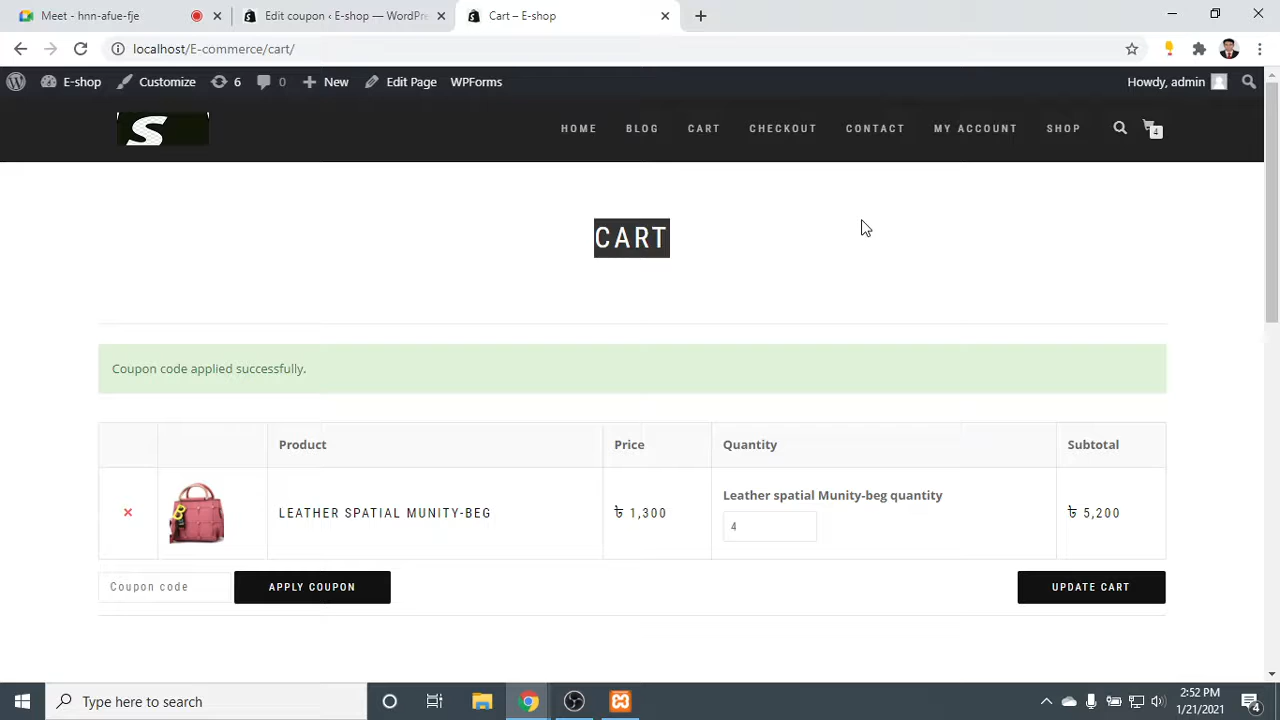 Meet - hnn-afue-fje
Edit coupon ‹ E-shop — WordPre
Cart – E-shop
localhost/E-commerce/cart/
E-shop
Customize
6
0
New
Edit Page
WPForms
Howdy, admin
S
HOME
BLOG
CART
CHECKOUT
CONTACT
MY ACCOUNT
SHOP
4
CART
Coupon code applied successfully.
Product Price Quantity Subtotal
Leather spatial Munity-beg quantity
LEATHER SPATIAL MUNITY-BEG ৳ 1,300 4 ৳ 5,200
Coupon code APPLY COUPON UPDATE CART
Type here to search
2:52 PM
1/21/2021
4